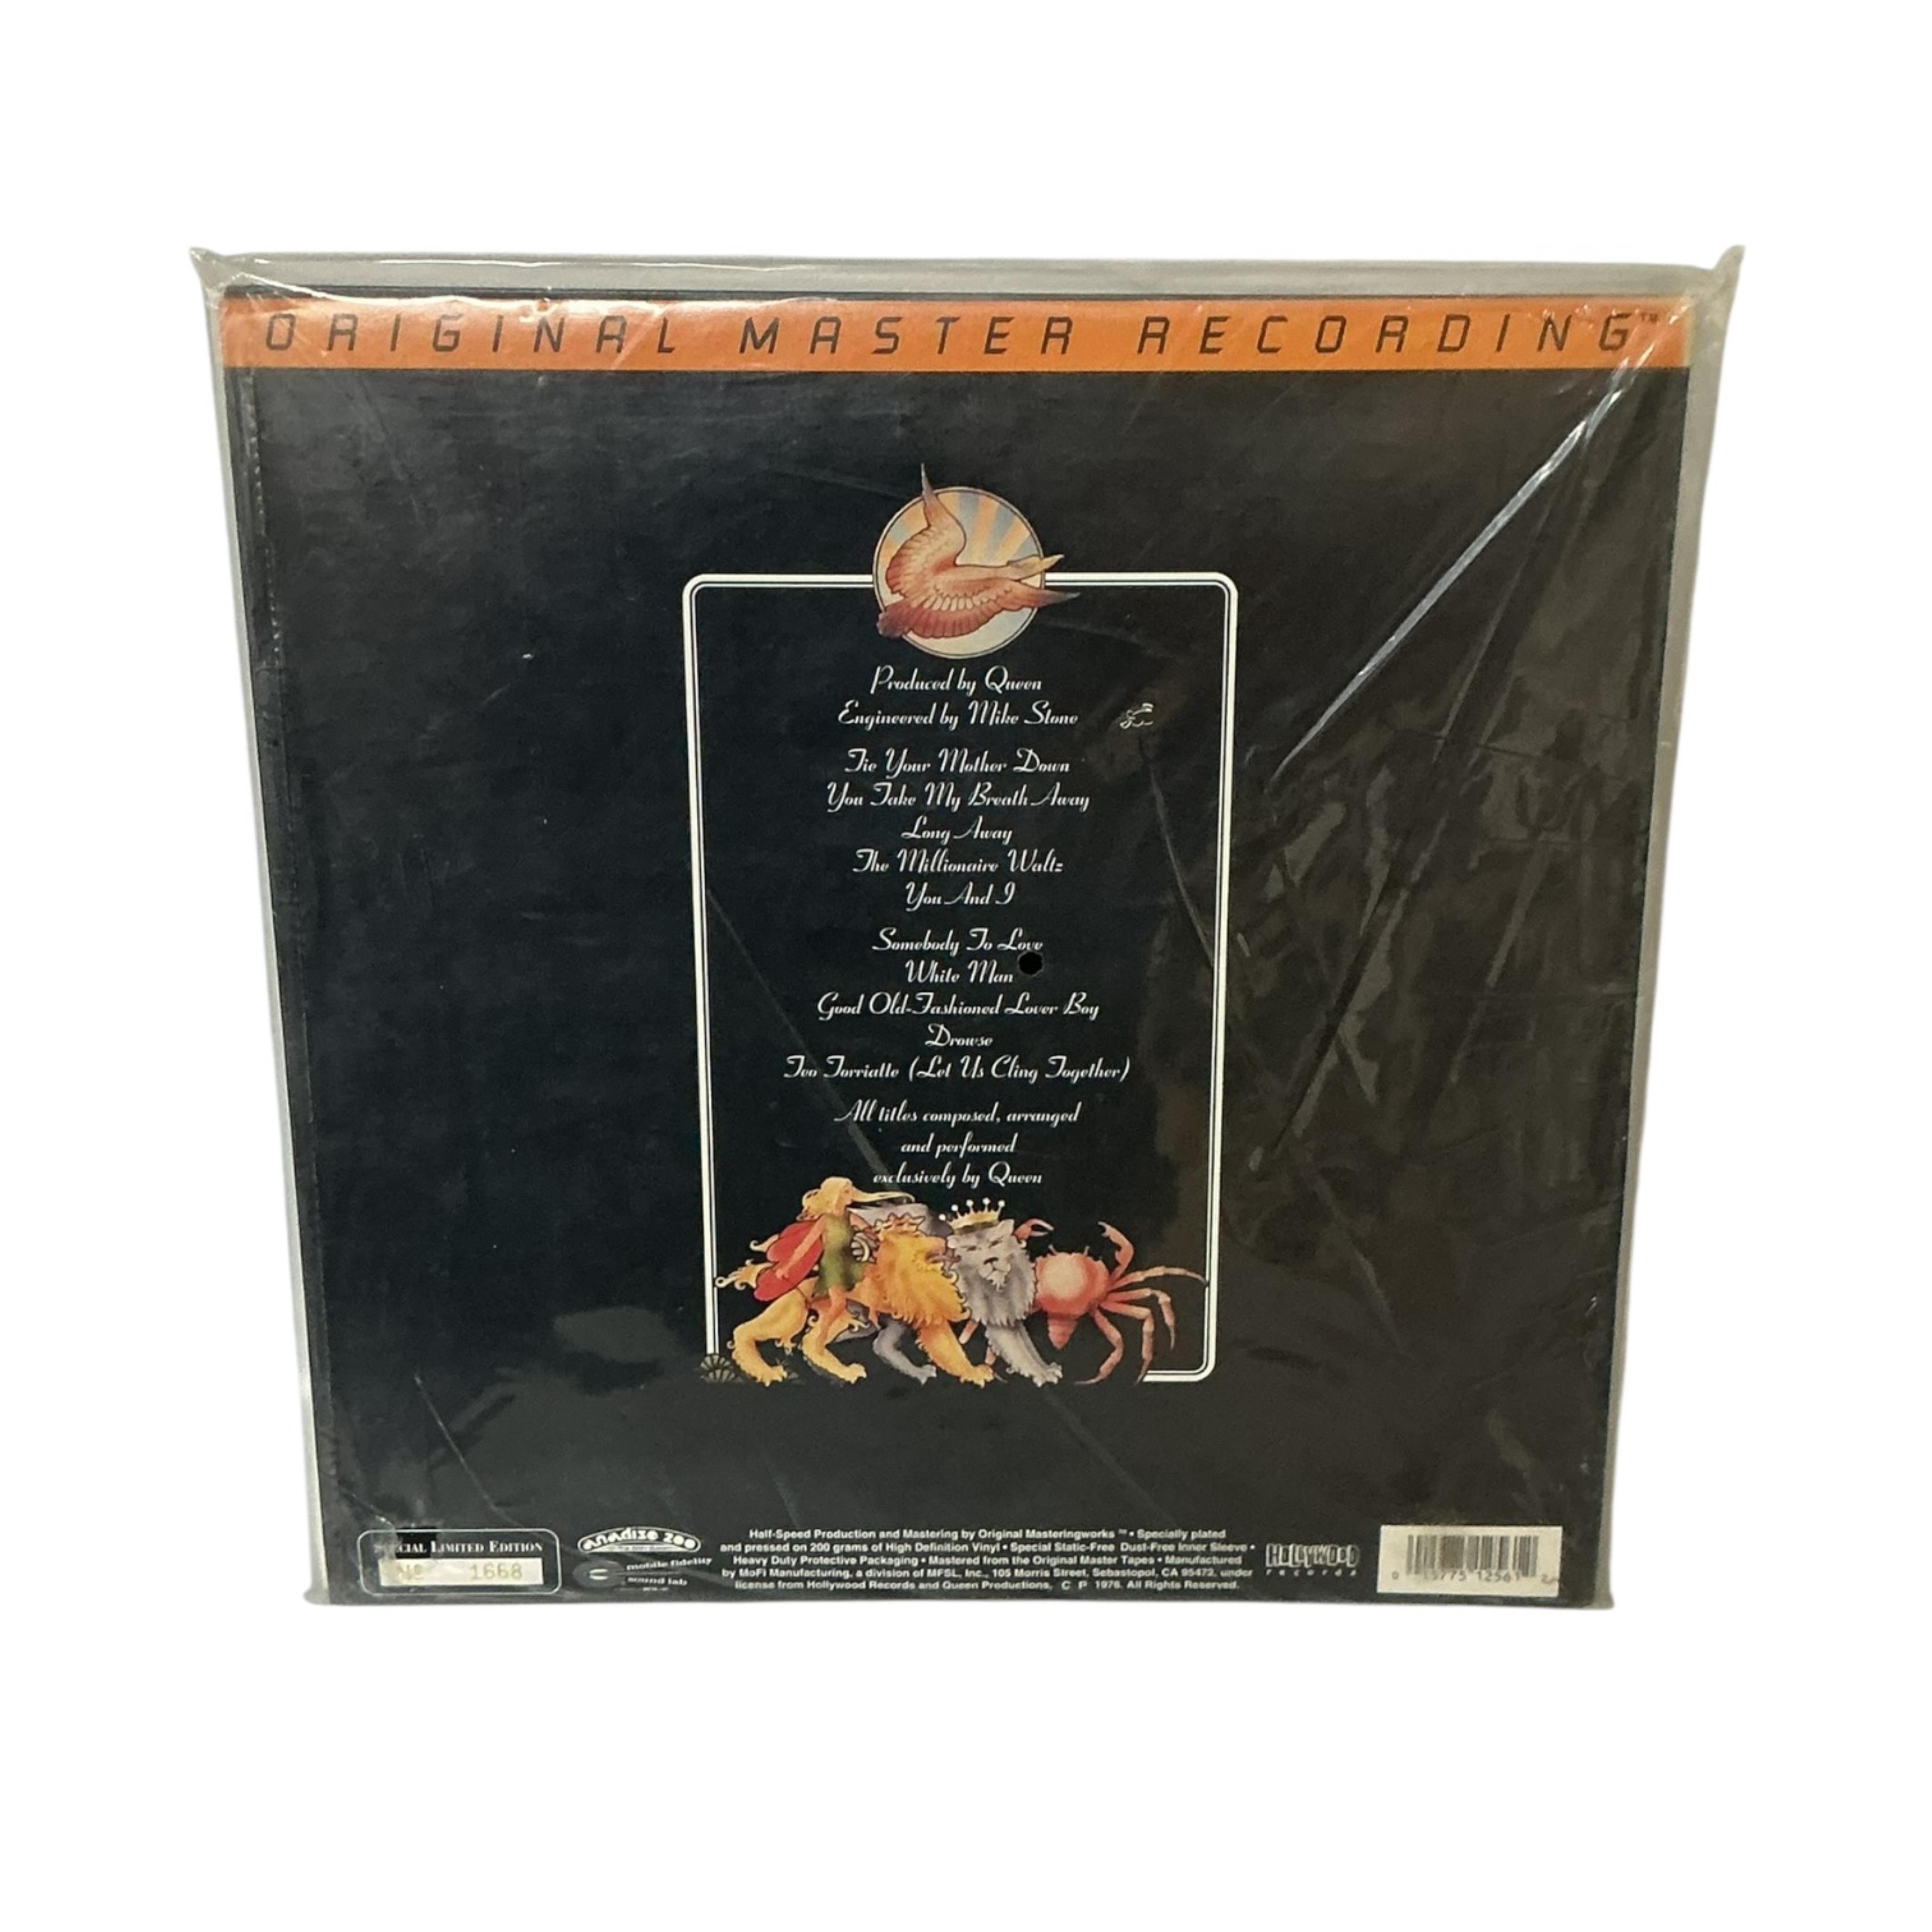 ORIGINAL MASTER RECORDING™
Produced by Queen
Engineered by Mike Stone
Tie Your Mother Down
You Take My Breath Away
Long Away
The Millionaire Waltz
You And I
Somebody To Love
White Man
Good Old-Fashioned Lover Boy
Drowse
Teo Torriatte (Let Us Cling Together)
All titles composed, arranged
and performed
exclusively by Queen
Special Limited Edition
№ 1668
mobile fidelity
sound lab
Half-Speed Production and Mastering by Original Masteringworks ™ • Specially plated
and pressed on 200 grams of High Definition Vinyl • Special Static-Free Dust-Free Inner Sleeve •
Heavy Duty Protective Packaging • Mastered from the Original Master Tapes • Manufactured
by MoFi Manufacturing, a division of MFSL, Inc., 105 Morris Street, Sebastopol, CA 95472, under
license from Hollywood Records and Queen Productions, C P 1976. All Rights Reserved.
HOLLYWOOD
records